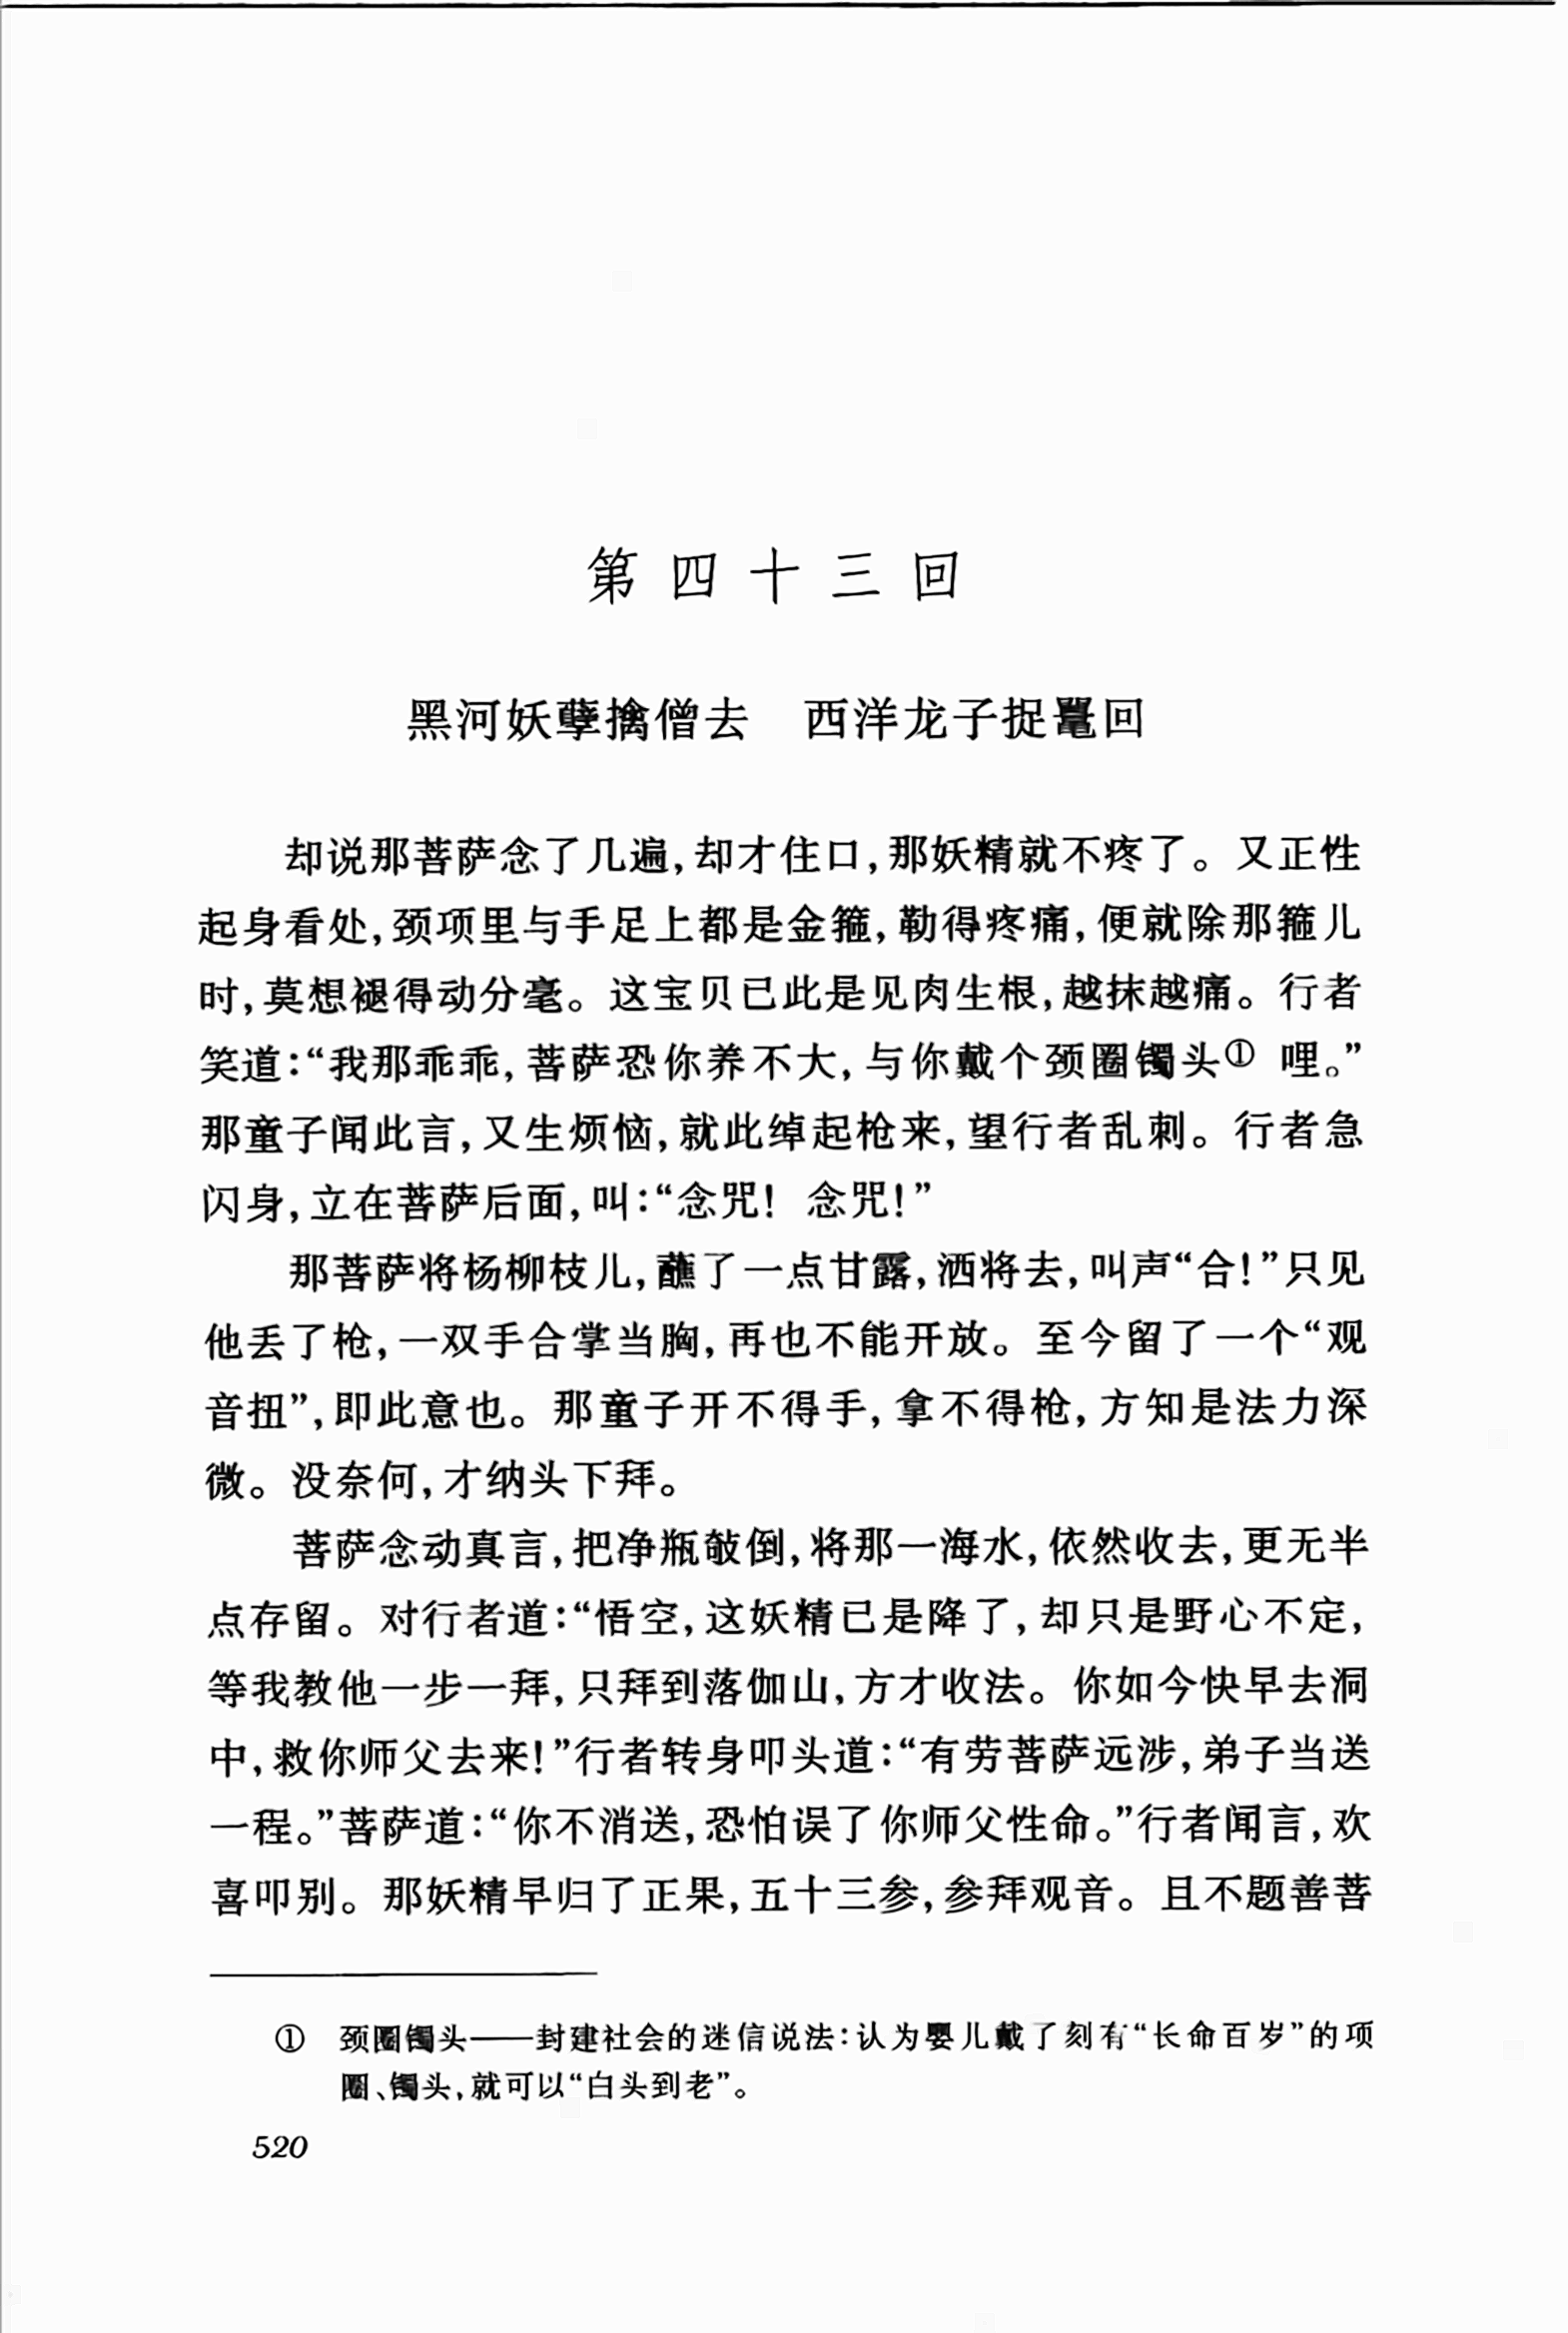 第四十三回
黑河妖孽擒僧去　西洋龙子捉鼍回
却说那菩萨念了几遍，却才住口，那妖精就不疼了。又正性
起身看处，颈项里与手足上都是金箍，勒得疼痛，便就除那箍儿
时，莫想褪得动分毫。这宝贝已此是见肉生根，越抹越痛。行者
笑道：“我那乖乖，菩萨恐你养不大，与你戴个颈圈镯头① 哩。”
那童子闻此言，又生烦恼，就此绰起枪来，望行者乱刺。行者急
闪身，立在菩萨后面，叫：“念咒！念咒！”
那菩萨将杨柳枝儿，蘸了一点甘露，洒将去，叫声“合！”只见
他丢了枪，一双手合掌当胸，再也不能开放。至今留了一个“观
音扭”，即此意也。那童子开不得手，拿不得枪，方知是法力深
微。没奈何，才纳头下拜。
菩萨念动真言，把净瓶敧倒，将那一海水，依然收去，更无半
点存留。对行者道：“悟空，这妖精已是降了，却只是野心不定，
等我教他一步一拜，只拜到落伽山，方才收法。你如今快早去洞
中，救你师父去来！”行者转身叩头道：“有劳菩萨远涉，弟子当送
一程。”菩萨道：“你不消送，恐怕误了你师父性命。”行者闻言，欢
喜叩别。那妖精早归了正果，五十三参，参拜观音。且不题善菩
① 颈圈镯头——封建社会的迷信说法：认为婴儿戴了刻有“长命百岁”的项
圈、镯头，就可以“白头到老”。
520